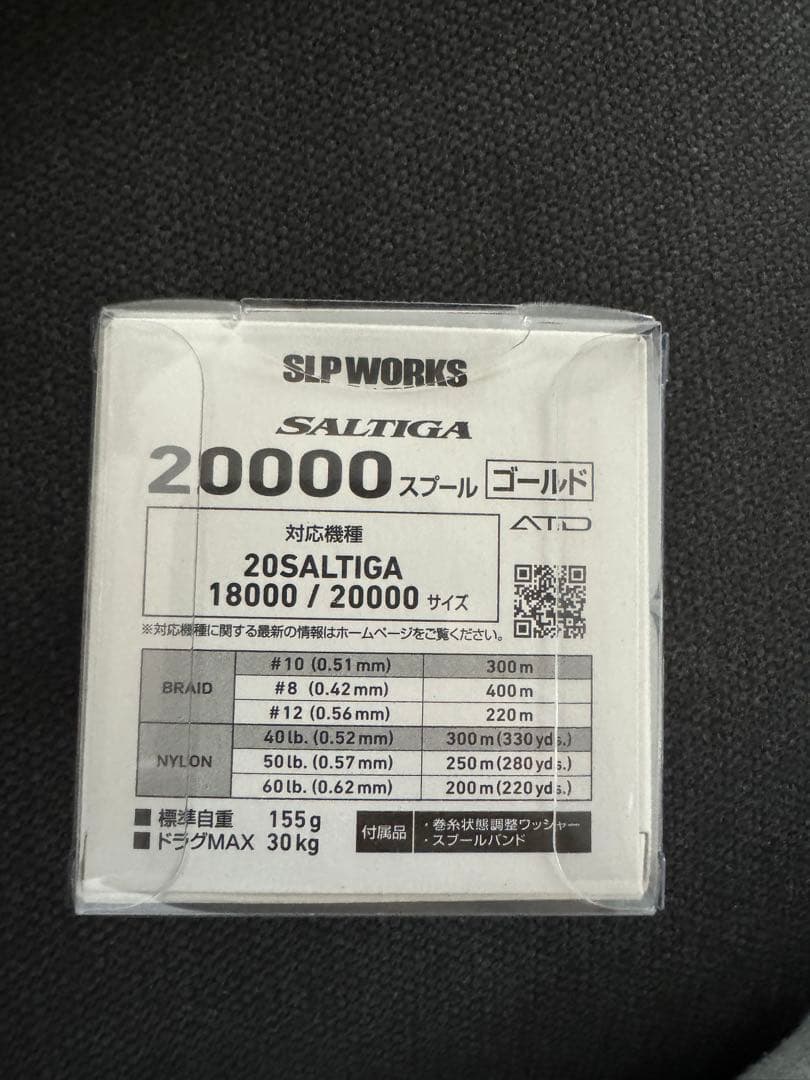 SLP WORKS
SALTIGA
20000 スプール ゴールド
ATD
対応機種
20SALTIGA
18000 / 20000 サイズ
※対応機種に関する最新の情報はホームページをご覧ください。
BRAID
#10 (0.51mm) 300m
#8 (0.42mm) 400m
#12 (0.56mm) 220m
NYLON
40lb. (0.52mm) 300m(330yds.)
50lb. (0.57mm) 250m(280yds.)
60lb. (0.62mm) 200m(220yds.)
■標準自重 155g
■ドラグMAX 30kg
付属品
・巻糸状態調整ワッシャー
・スプールバンド